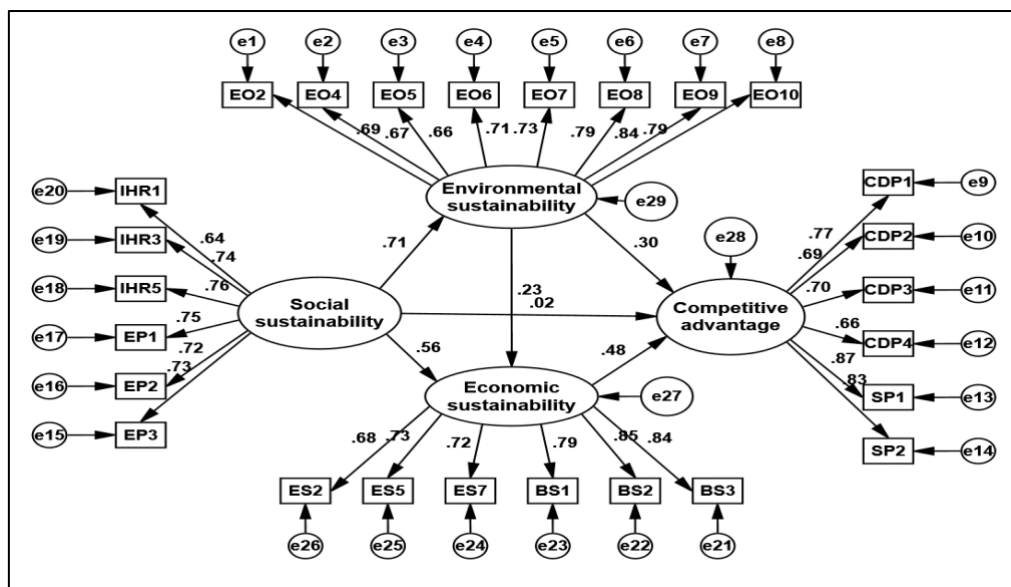 e1 e2 e3 e4 e5 e6 e7 e8
EO2 EO4 EO5 EO6 EO7 EO8 EO9 EO10
.69 .67 .66 .71 .73 .79 .84 .79
Environmental
sustainability
e29
e20 IHR1
e19 IHR3
e18 IHR5
e17 EP1
e16 EP2
e15 EP3
.64
.74
.76
.75
.72
.73
Social
sustainability
.71
.56
.23
.02
.30
.48
e28
Competitive
advantage
CDP1 e9
CDP2 e10
CDP3 e11
CDP4 e12
SP1 e13
SP2 e14
.77
.69
.70
.66
.87
.83
Economic
sustainability
e27
.68 .73 .72 .79 .85 .84
ES2 ES5 ES7 BS1 BS2 BS3
e26 e25 e24 e23 e22 e21